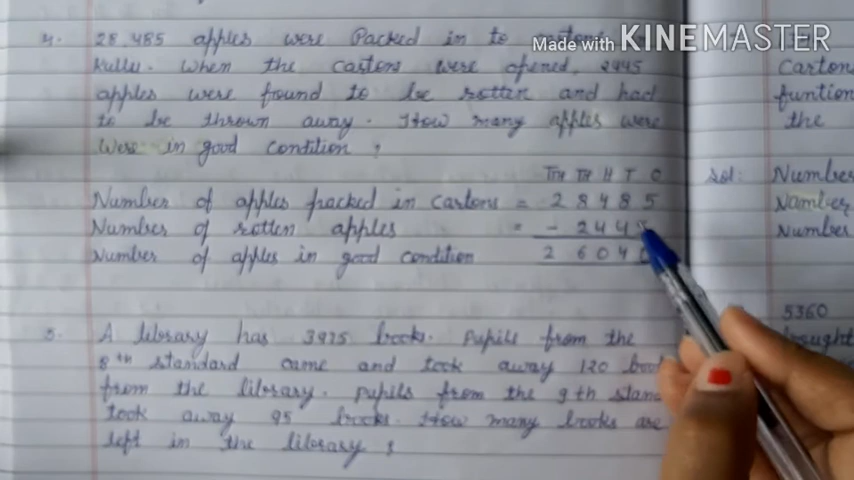 4. 28,485 apples were Packed in to
Made with KINEMASTER
Kullu. When the cartons were opened, 2445
apples were found to be rotten and had
to be thrown away. How many apples were
were in good condition ?
TTH TH H T O
Number of apples packed in cartons = 2 8 4 8 5
Number of rotten apples = - 2 4 4
Number of apples in good condition 2 6 0 4
5. A library has 3975 books. Pupils from the
8th standard came and took away 120
from the library. pupils from the 9th
took away 95 books. How many books are
left in the library ?
Carton
funtion
the
Sol: Number
Number
Number
5360